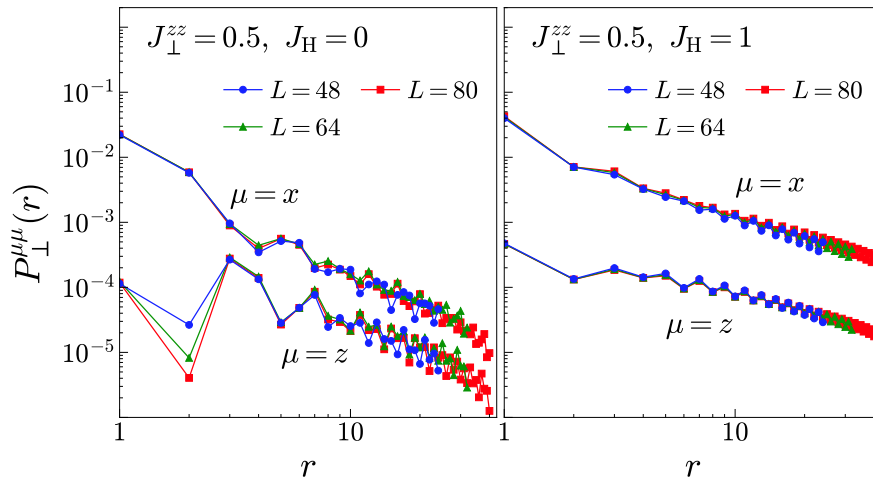 J_⊥^{zz} = 0.5, J_H = 0
L = 48
L = 80
L = 64
μ = x
μ = z
10^{-1}
10^{-2}
10^{-3}
10^{-4}
10^{-5}
P_⊥^{μμ}(r)
1
10
r
J_⊥^{zz} = 0.5, J_H = 1
L = 48
L = 80
L = 64
μ = x
μ = z
1
10
r